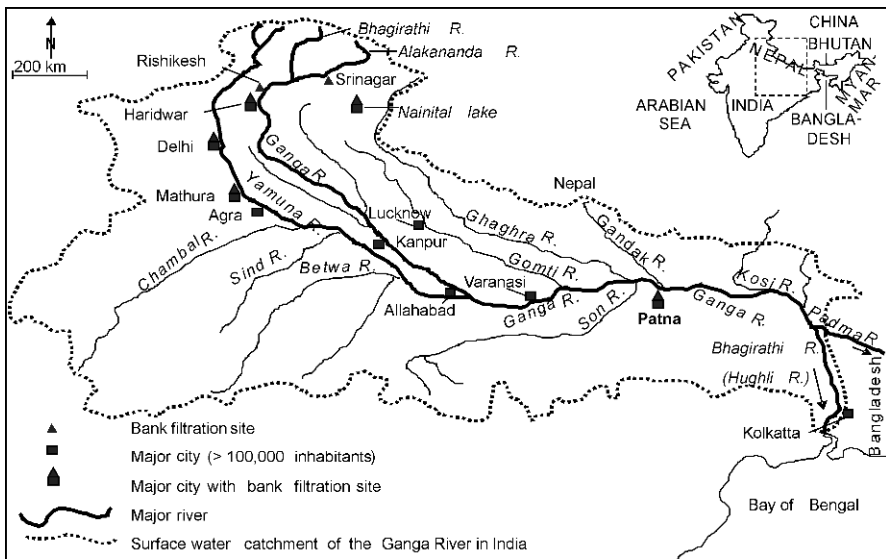 N
200 km
Bhagirathi R.
Alakananda R.
Rishikesh
Srinagar
Haridwar
Nainital lake
Delhi
Ganga R.
Mathura
Yamuna R.
Agra
Lucknow
Kanpur
Nepal
Ghaghra R.
Gandak R.
Chambal R.
Sind R.
Betwa R.
Gomti R.
Kosi R.
Varanasi
Allahabad
Ganga R.
Son R.
Patna
Ganga R.
Padma R.
Bhagirathi R.
(Hughli R.)
Bangladesh
Kolkatta
Bay of Bengal
PAKISTAN
CHINA
NEPAL
BHUTAN
MYAN-
MAR
ARABIAN
SEA
INDIA
BANGLA-
DESH
Bank filtration site
Major city (> 100,000 inhabitants)
Major city with bank filtration site
Major river
Surface water catchment of the Ganga River in India